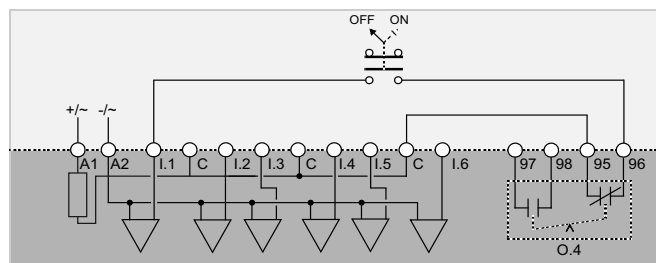 OFF ON
+/~ -/~
A1 A2 I.1 C I.2 I.3 C I.4 I.5 C I.6 97 98 95 96
O.4